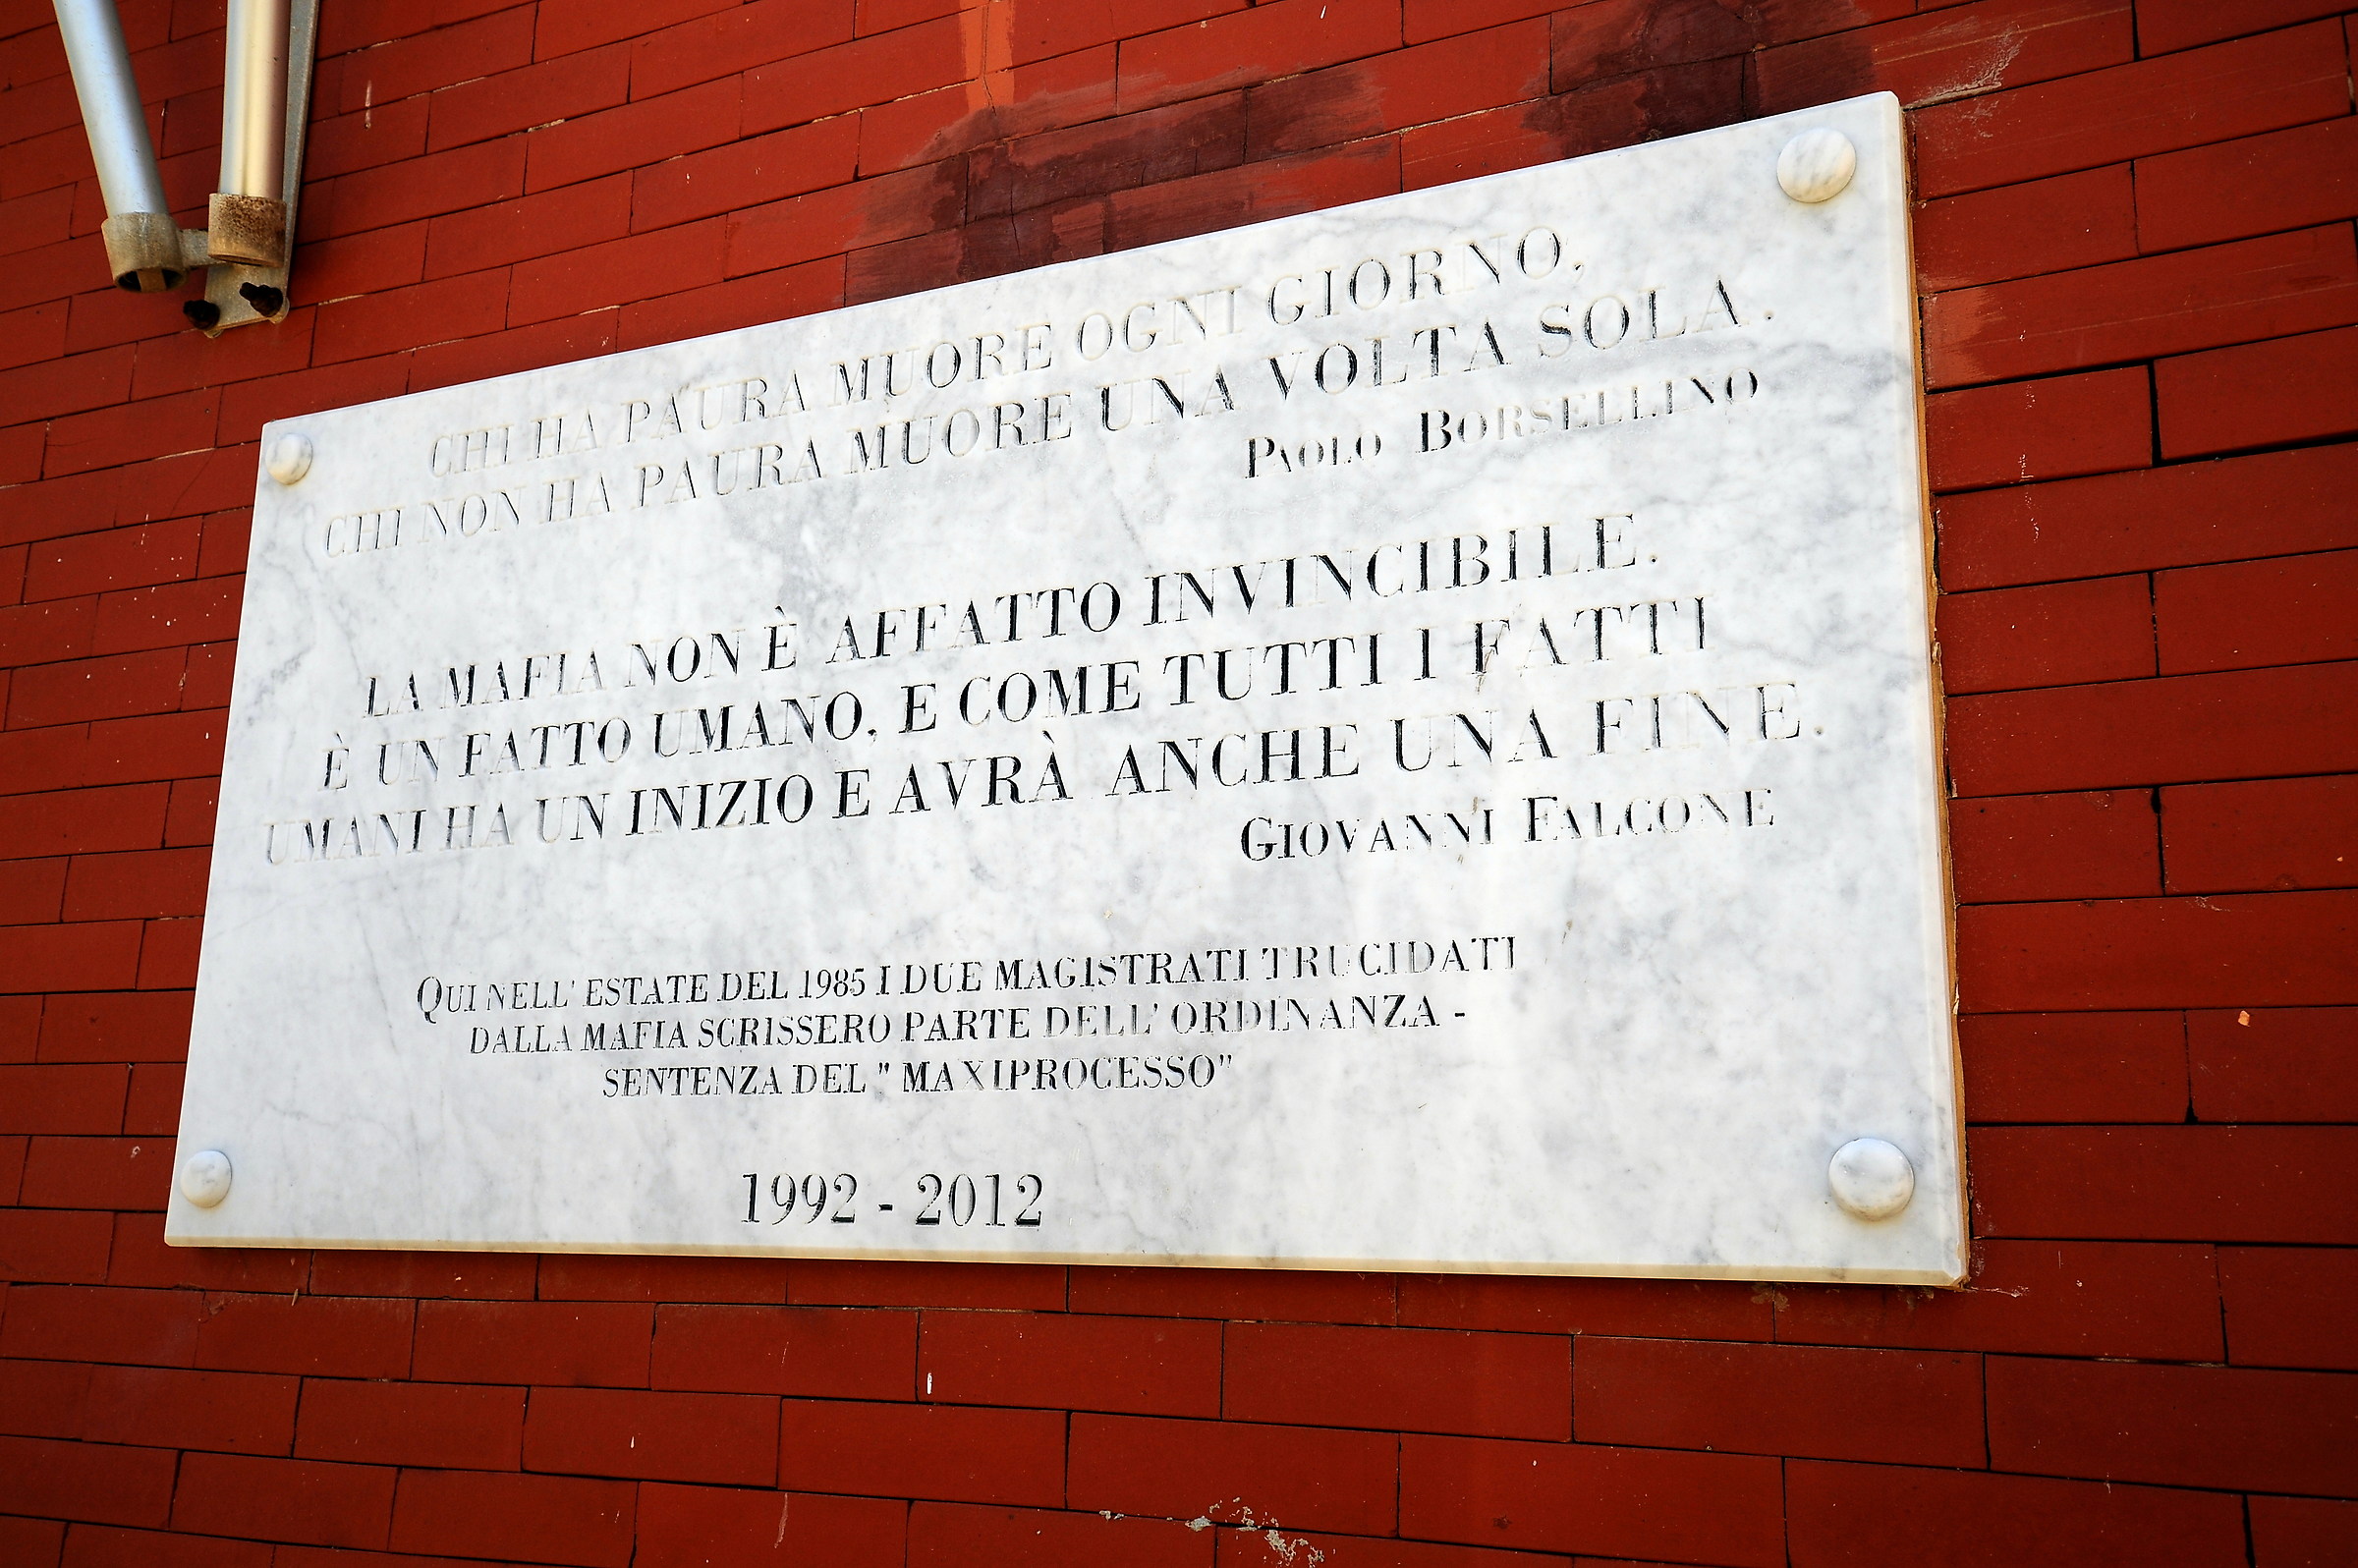 CHI HA PAURA MUORE OGNI GIORNO,
CHI NON HA PAURA MUORE UNA VOLTA SOLA.
PAOLO BORSELLINO
LA MAFIA NON È AFFATTO INVINCIBILE.
È UN FATTO UMANO, E COME TUTTI I FATTI
UMANI HA UN INIZIO E AVRÀ ANCHE UNA FINE.
GIOVANNI FALCONE
QUI NELL' ESTATE DEL 1985 I DUE MAGISTRATI TRUCIDATI
DALLA MAFIA SCRISSERO PARTE DELL' ORDINANZA -
SENTENZA DEL " MAXIPROCESSO"
1992 - 2012